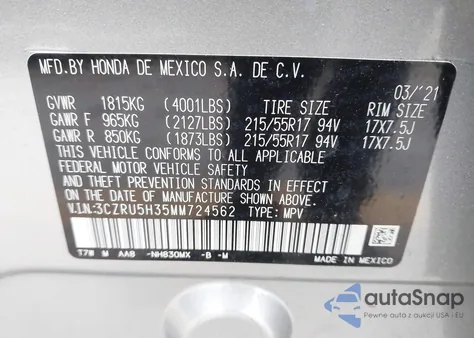 MFD.BY HONDA DE MEXICO S.A. DE C.V.
03/'21
GVWR 1815KG (4001LBS) TIRE SIZE RIM SIZE
GAWR F 965KG (2127LBS) 215/55R17 94V 17X7.5J
GAWR R 850KG (1873LBS) 215/55R17 94V 17X7.5J
THIS VEHICLE CONFORMS TO ALL APPLICABLE
FEDERAL MOTOR VEHICLE SAFETY
AND THEFT PREVENTION STANDARDS IN EFFECT
ON THE DATE OF MANUFACTURE SHOWN ABOVE.
V.I.N.:3CZRU5H35MM724562 TYPE: MPV
T7W M AA8 -NH830MX -B -M MADE IN MEXICO
autoSnap
Pewne auta z aukcji USA i EU